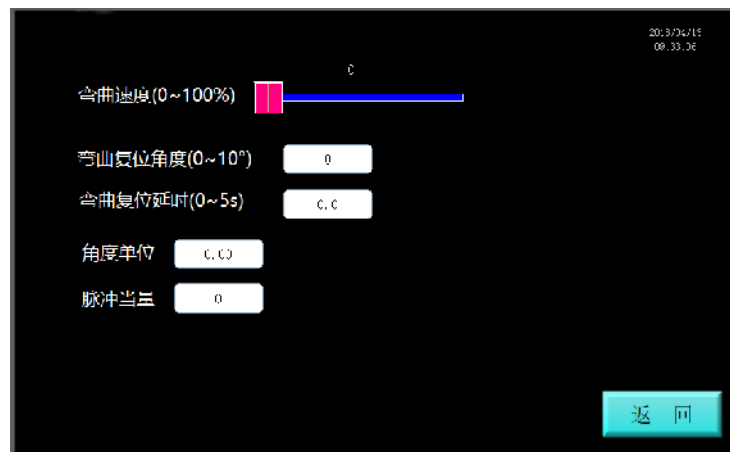 2018/04/19
09:33:06
0
弯曲速度(0~100%)
弯曲复位角度(0~10°)
0
弯曲复位延时(0~5s)
0.0
角度单位
0.00
脉冲当量
0
返 回